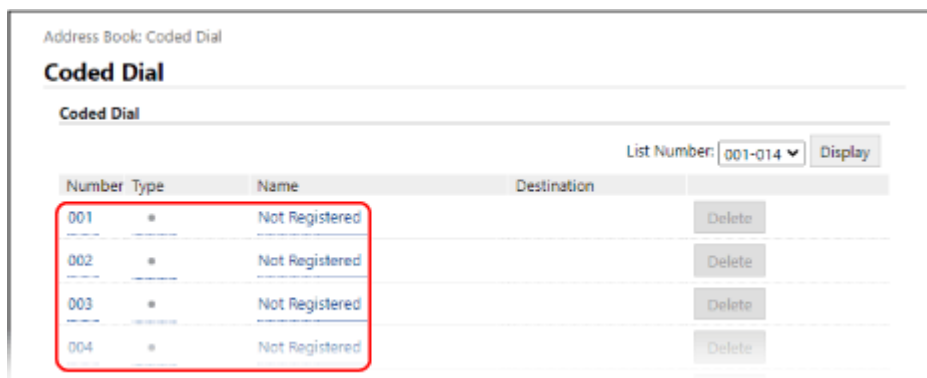 Address Book: Coded Dial
Coded Dial
Coded Dial
List Number: 001-014 Display
Number Type Name Destination
001 Not Registered Delete
002 Not Registered Delete
003 Not Registered Delete
004 Not Registered Delete